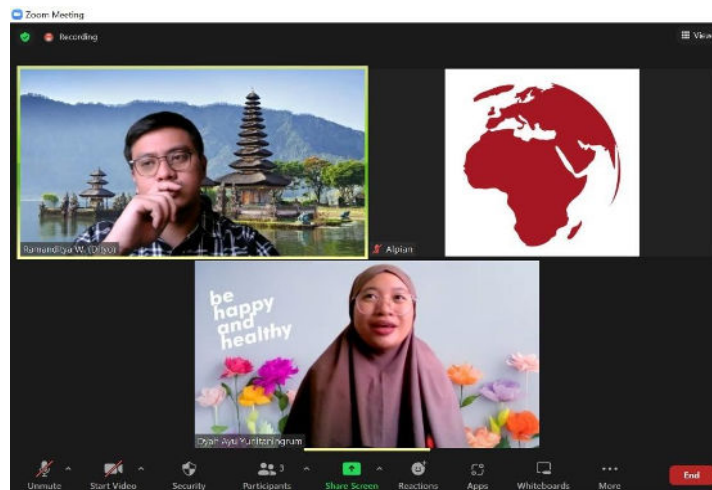 Zoom Meeting
Recording
View
Ramanditya W. (Dityo)
Alpian
be
happy
and
healthy
Dyah Ayu Yunitaningrum
Unmute
Start Video
Security
Participants
3
Share Screen
Reactions
Apps
Whiteboards
More
End